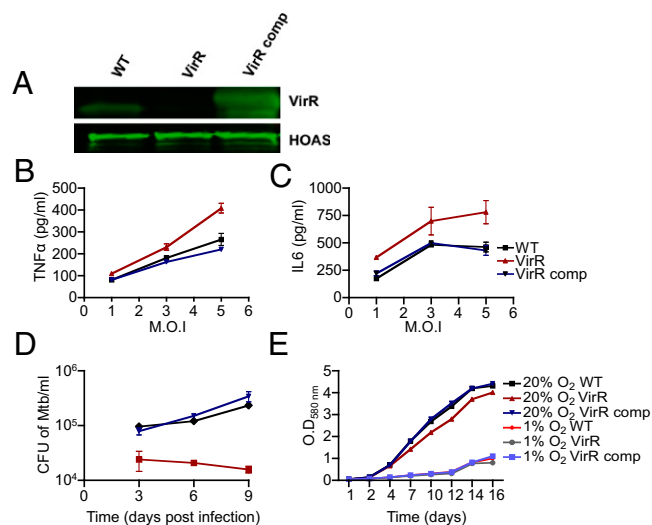 WT
VirR
VirR comp
A
VirR
HOAS
B
500
400
300
200
100
0
TNFα (pg/ml)
0 1 2 3 4 5 6
M.O.I
C
1000
750
500
250
0
IL6 (pg/ml)
0 1 2 3 4 5 6
M.O.I
WT
VirR
VirR comp
D
10⁶
10⁵
10⁴
CFU of Mtb/ml
0 3 6 9
Time (days post infection)
E
5
4
3
2
1
0
O.D₅₈₀ ₙₘ
1 2 4 7 10 12 14 16
Time (days)
20% O₂ WT
20% O₂ VirR
20% O₂ VirR comp
1% O₂ WT
1% O₂ VirR
1% O₂ VirR comp